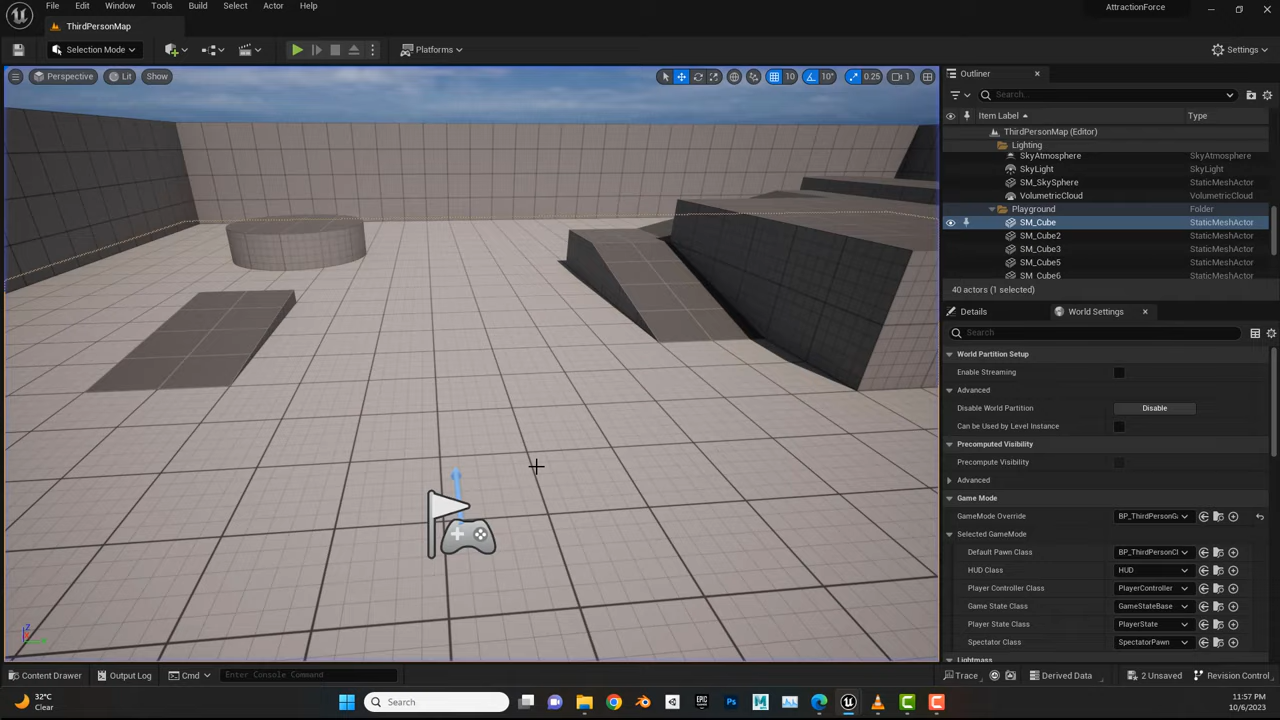 File Edit Window Tools Build Select Actor Help AttractionForce
ThirdPersonMap
Selection Mode Platforms Settings
Perspective Lit Show 10 10° 0.25 1
Outliner
Search...
Item Label Type
ThirdPersonMap (Editor)
Lighting
SkyAtmosphere SkyAtmosphere
SkyLight SkyLight
SM_SkySphere StaticMeshActor
VolumetricCloud VolumetricCloud
Playground Folder
SM_Cube StaticMeshActor
SM_Cube2 StaticMeshActor
SM_Cube3 StaticMeshActor
SM_Cube5 StaticMeshActor
SM_Cube6 StaticMeshActor
40 actors (1 selected)
Details World Settings
Search
World Partition Setup
Enable Streaming
Advanced
Disable World Partition Disable
Can be Used by Level Instance
Precomputed Visibility
Precompute Visibility
Advanced
Game Mode
GameMode Override BP_ThirdPersonGa
Selected GameMode
Default Pawn Class BP_ThirdPersonCl
HUD Class HUD
Player Controller Class PlayerController
Game State Class GameStateBase
Player State Class PlayerState
Spectator Class SpectatorPawn
Lightmass
Z
Content Drawer Output Log Cmd Enter Console Command Trace Derived Data 2 Unsaved Revision Control
32°C
Clear
Search
11:57 PM
10/6/2023